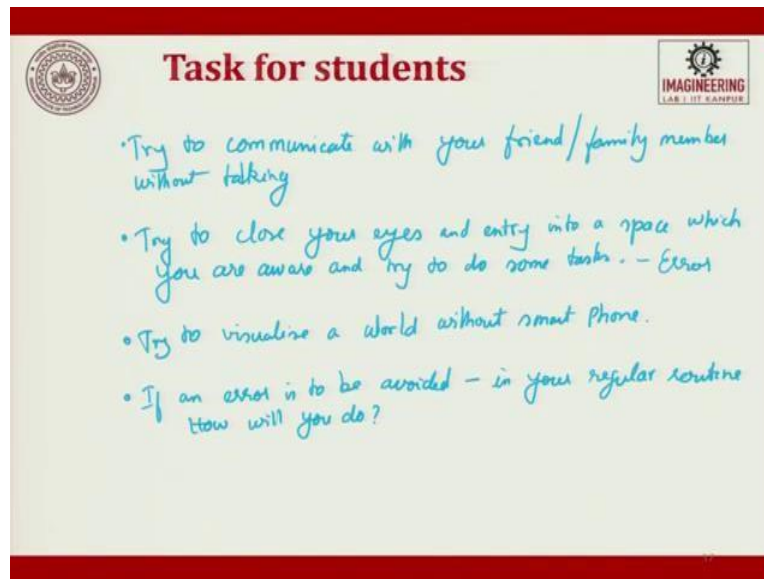 Task for students
IMAGINEERING
LAB | IIT KANPUR
•Try to communicate with your friend/family member
without talking
•Try to close your eyes and entry into a space which
you are aware and try to do some tasks. – Error
•Try to visualise a world without smart Phone.
•If an error is to be avoided – in your regular routine
How will you do?
17